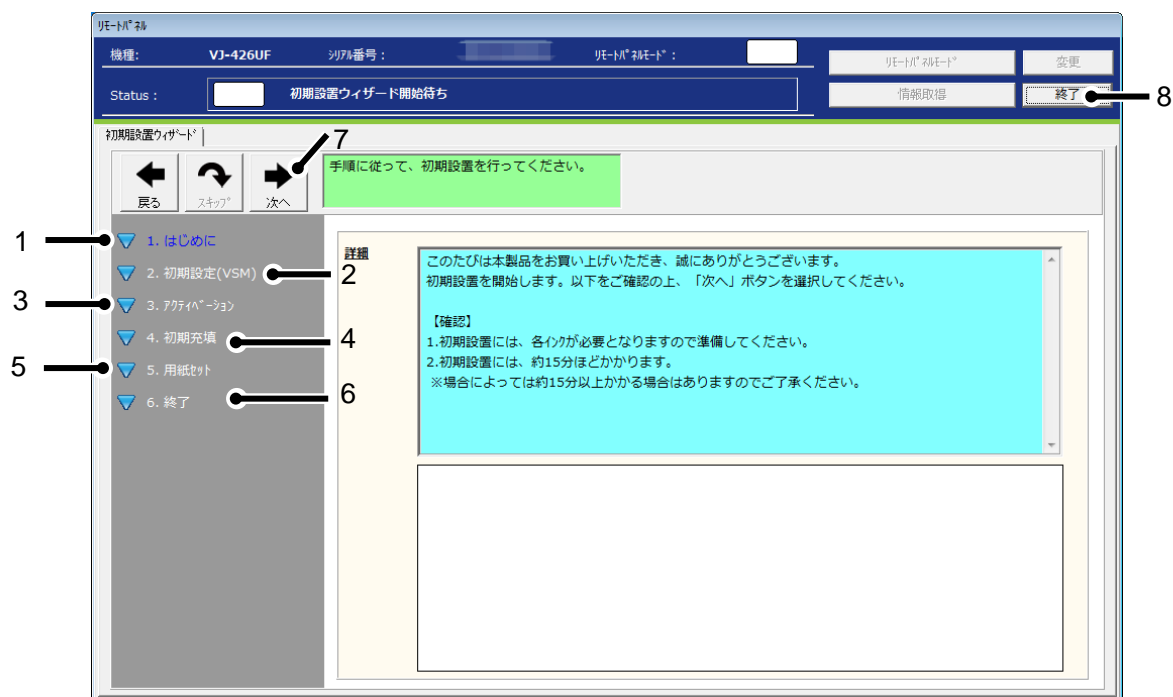 ﾘﾓｰﾄﾊﾟﾈﾙ
機種: VJ-426UF ｼﾘｱﾙ番号： ﾘﾓｰﾄﾊﾟﾈﾙﾓｰﾄﾞ：
ﾘﾓｰﾄﾊﾟﾈﾙﾓｰﾄﾞ 変更
Status： 初期設置ウィザード開始待ち
情報取得 終了 8
初期設置ｳｨｻﾞｰﾄﾞ
7
戻る ｽｷｯﾌﾟ 次へ
手順に従って、初期設置を行ってください。
1 1. はじめに
2. 初期設定(VSM) 2
3 3. ｱｸﾃｨﾍﾞｰｼｮﾝ
4. 初期充填 4
5 5. 用紙ｾｯﾄ
6. 終了 6
詳細
このたびは本製品をお買い上げいただき、誠にありがとうございます。
初期設置を開始します。以下をご確認の上、「次へ」ボタンを選択してください。
【確認】
1.初期設置には、各ｲﾝｸが必要となりますので準備してください。
2.初期設置には、約15分ほどかかります。
※場合によっては約15分以上かかる場合はありますのでご了承ください。